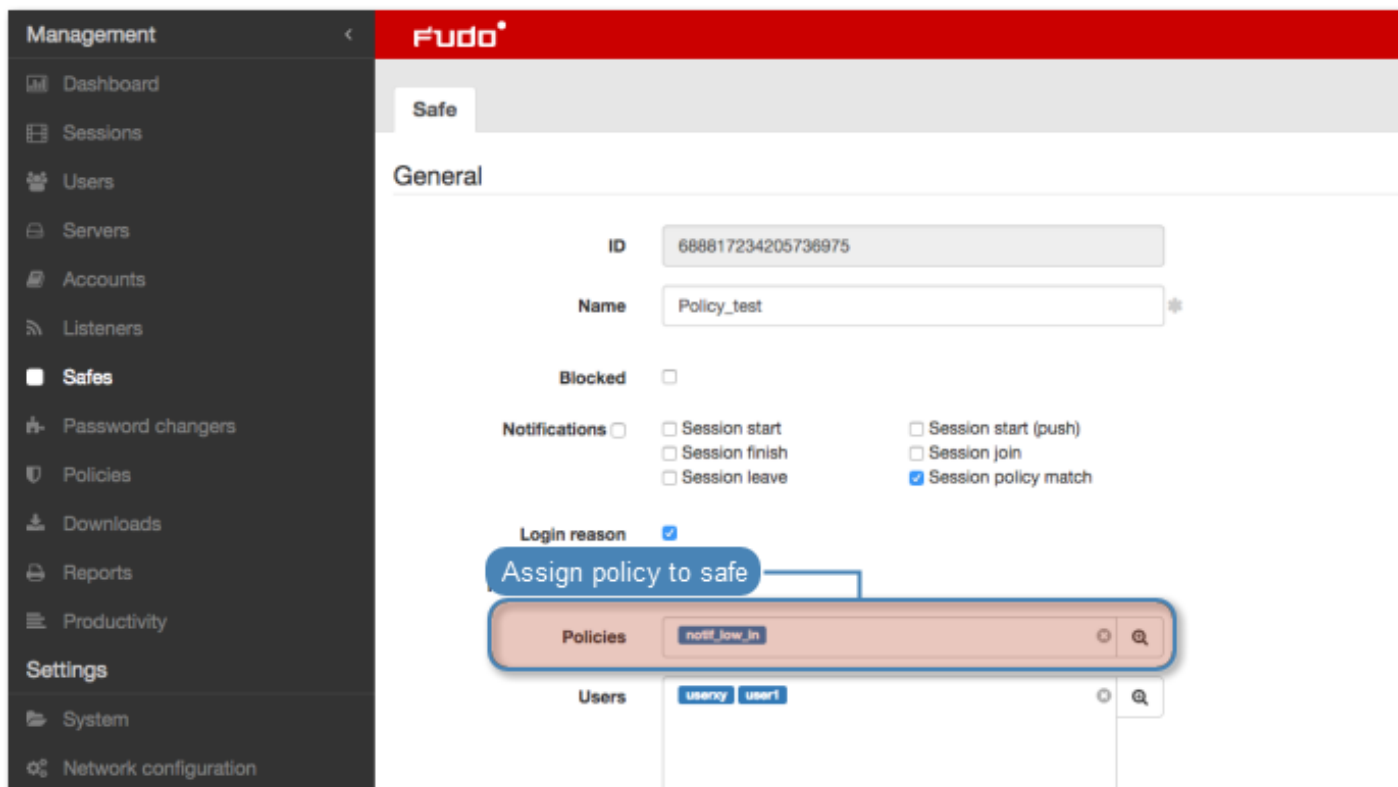 Management
Dashboard
Sessions
Users
Servers
Accounts
Listeners
Safes
Password changers
Policies
Downloads
Reports
Productivity
Settings
System
Network configuration
FUDO
Safe
General
ID 688817234205736975
Name Policy_test
Blocked
Notifications
Session start Session start (push)
Session finish Session join
Session leave Session policy match
Login reason
Assign policy to safe
Policies notif_low_in
Users userxy user1